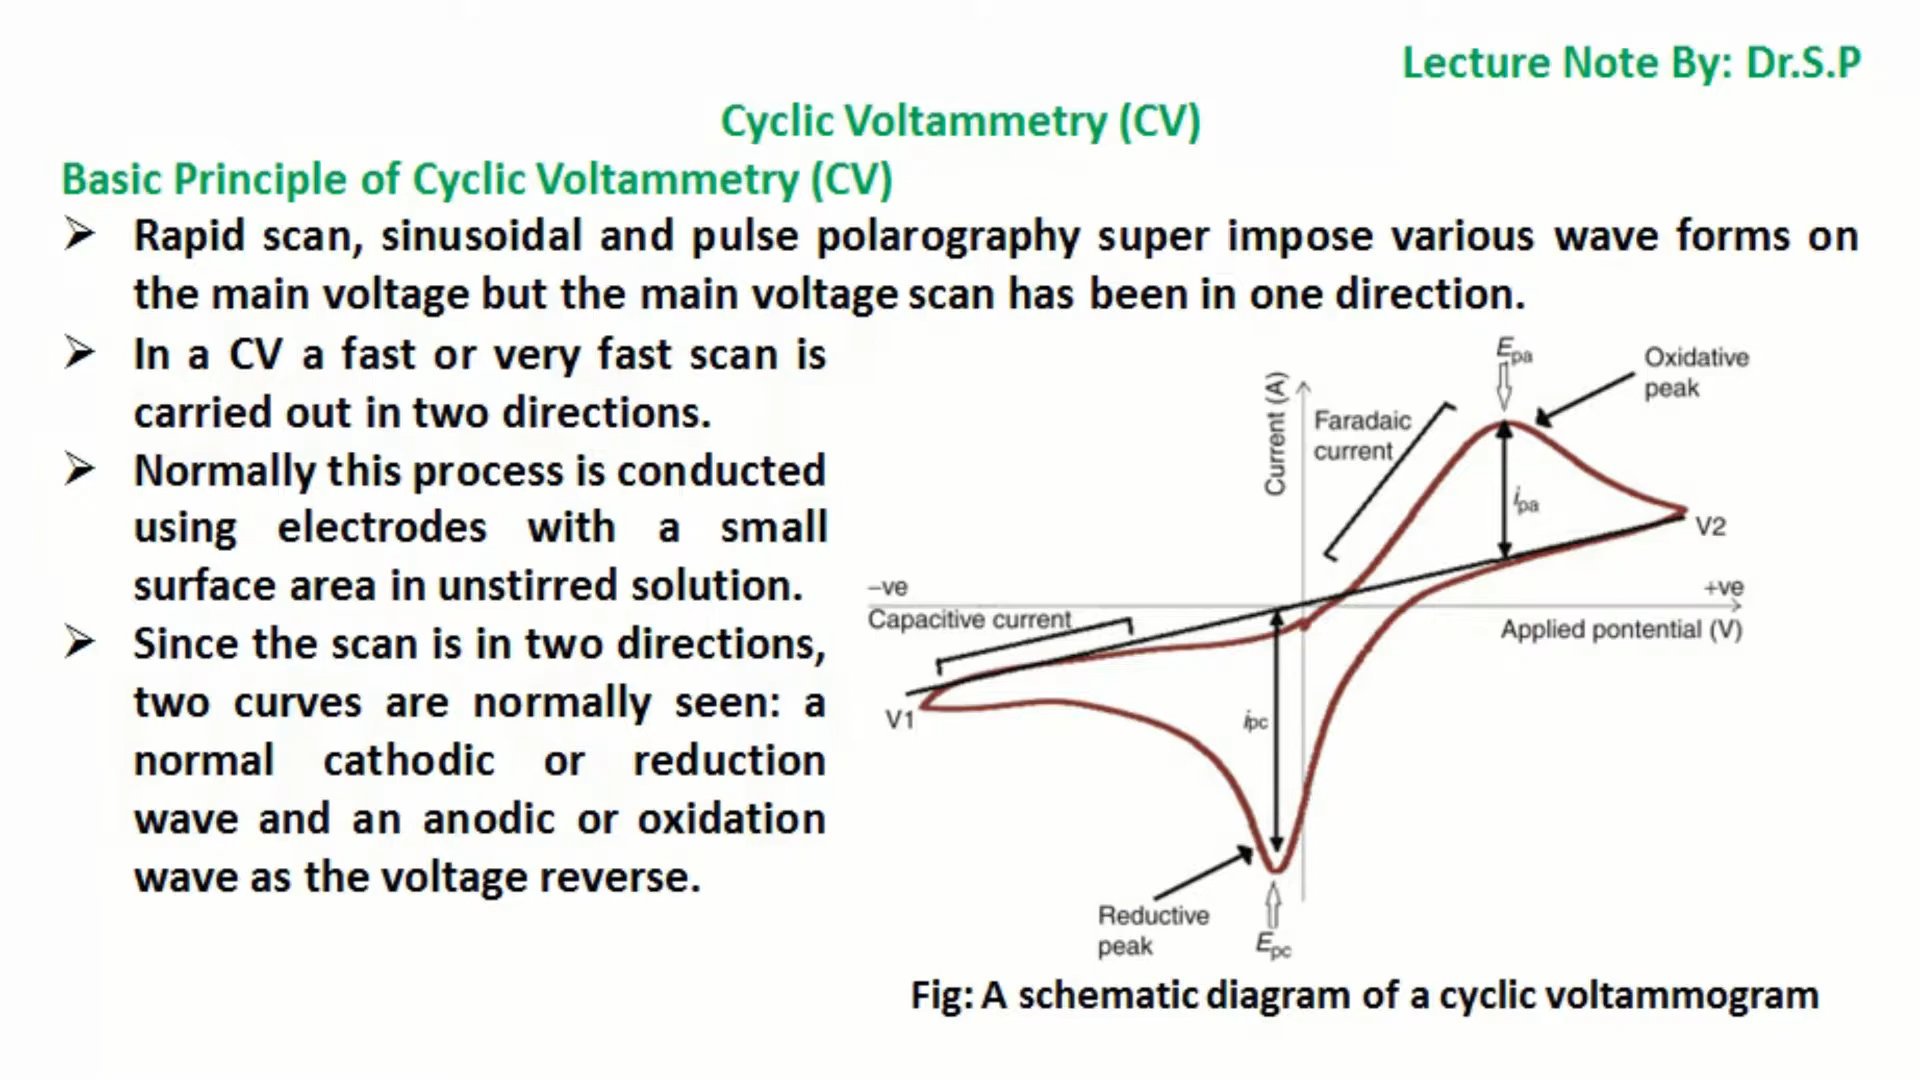 Lecture Note By: Dr.S.P
Cyclic Voltammetry (CV)
Basic Principle of Cyclic Voltammetry (CV)
➢ Rapid scan, sinusoidal and pulse polarography super impose various wave forms on
the main voltage but the main voltage scan has been in one direction.
➢ In a CV a fast or very fast scan is
carried out in two directions.
➢ Normally this process is conducted
using electrodes with a small
surface area in unstirred solution.
➢ Since the scan is in two directions,
two curves are normally seen: a
normal cathodic or reduction
wave and an anodic or oxidation
wave as the voltage reverse.
Epa
Oxidative
peak
Current (A)
Faradaic
current
ipa
V2
–ve
+ve
Capacitive current
Applied pontential (V)
V1
ipc
Reductive
peak
Epc
Fig: A schematic diagram of a cyclic voltammogram